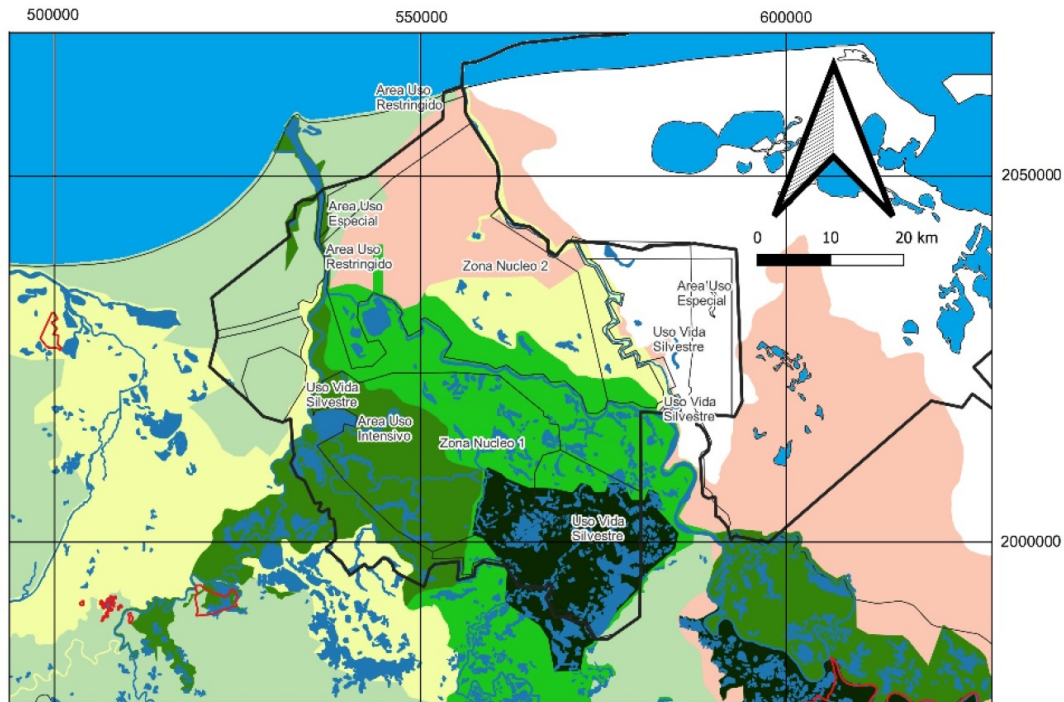 500000
550000
600000
Area Uso
Restringido
2050000
Area Uso
Especial
Area Uso
Restringido
0
10
20 km
Zona Nucleo 2
Area Uso
Especial
Uso Vida
Silvestre
Uso Vida
Silvestre
Uso Vida
Silvestre
Area Uso
Intensivo
Zona Nucleo 1
Uso Vida
Silvestre
2000000